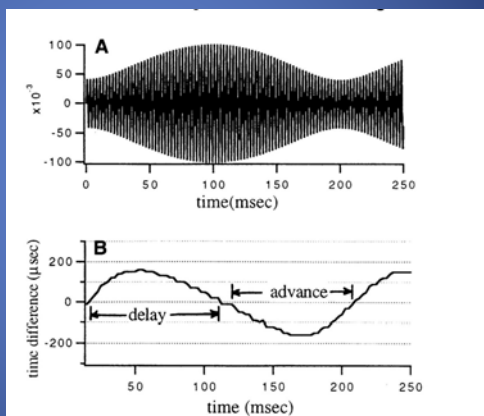 A
100
50
0
-50
-100
x10⁻³
0 50 100 150 200 250
time(msec)
B
200
0
-200
time difference (µsec)
delay
advance
50 100 150 200 250
time (msec)